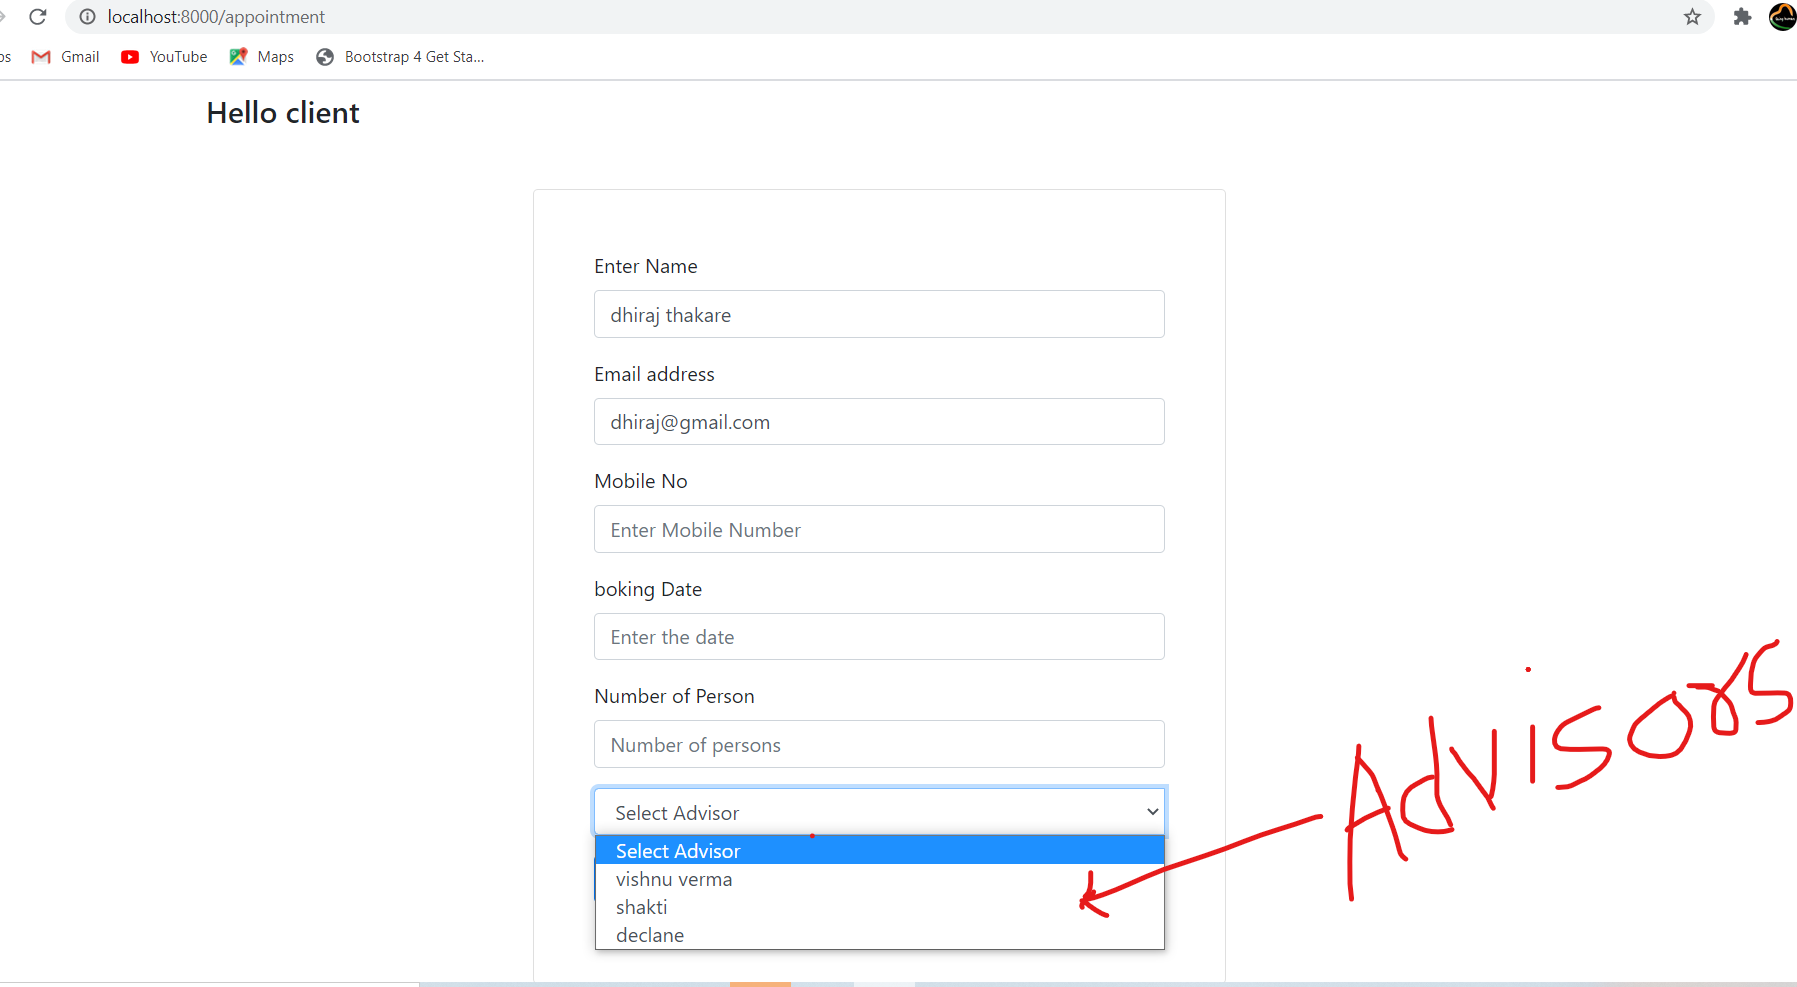 localhost:8000/appointment
os Gmail YouTube Maps Bootstrap 4 Get Sta...
Hello client
Enter Name
dhiraj thakare
Email address
dhiraj@gmail.com
Mobile No
Enter Mobile Number
boking Date
Enter the date
Number of Person
Number of persons
Select Advisor
Select Advisor
vishnu verma
shakti
declane
Advisors